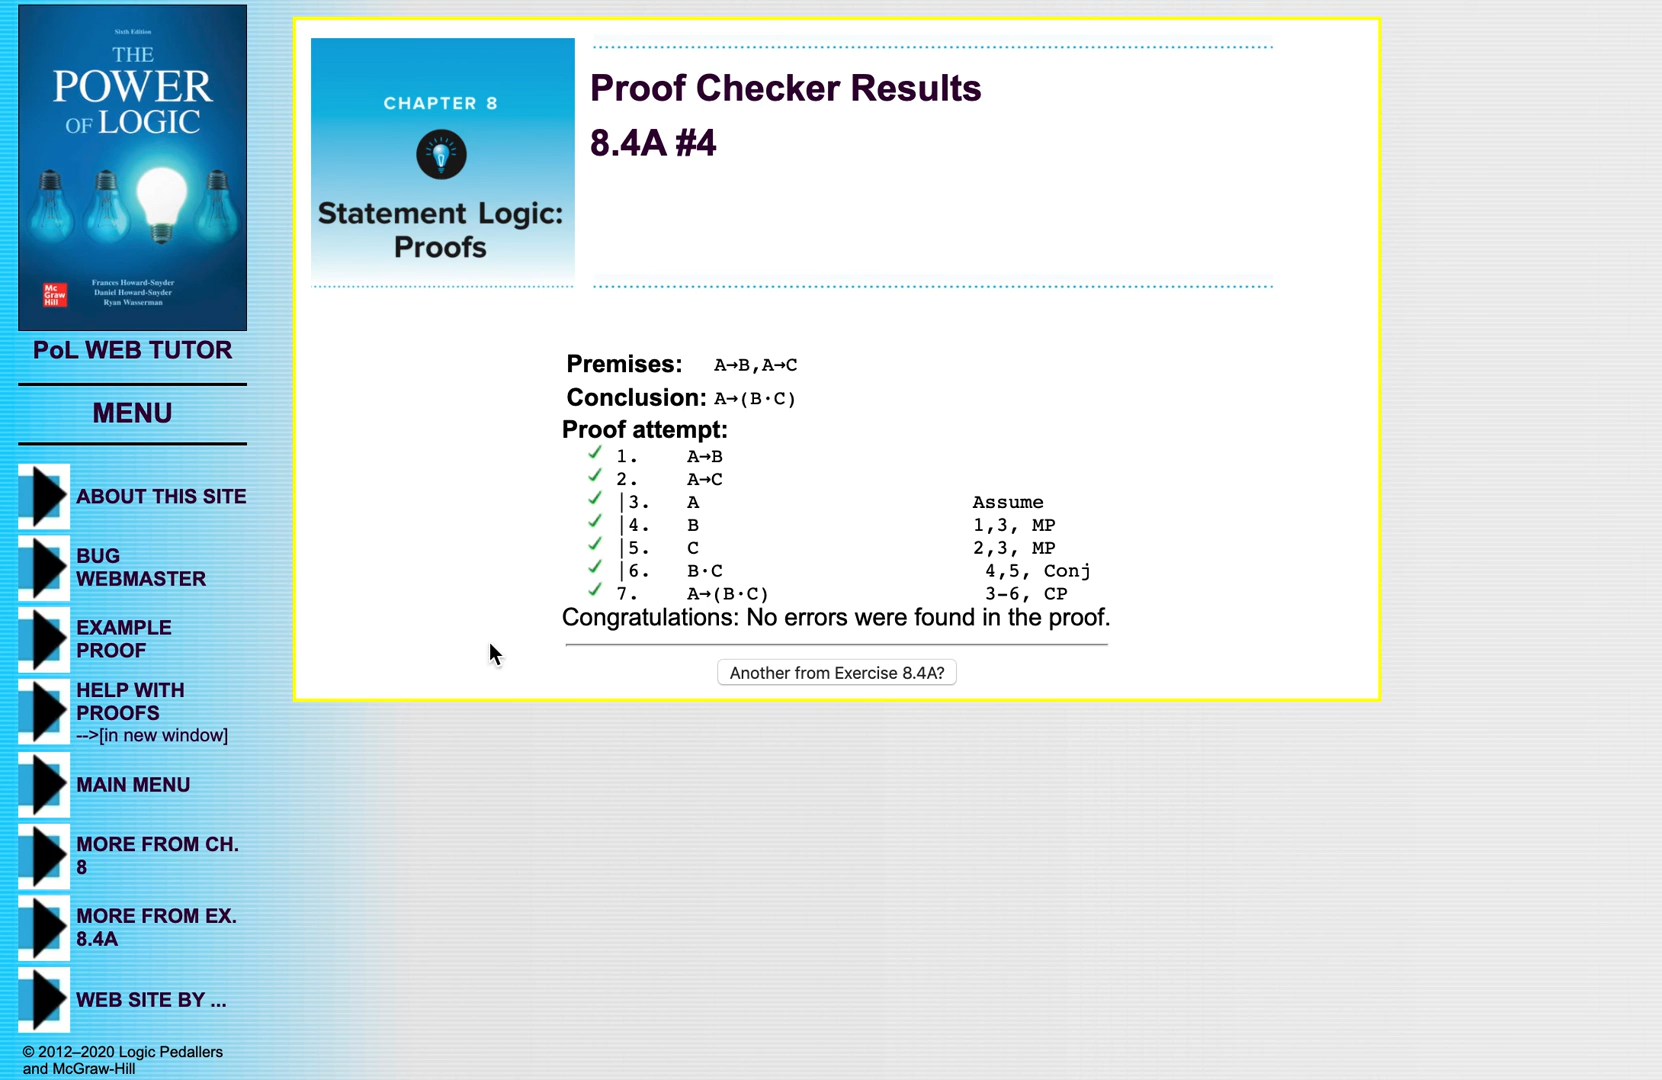 Sixth Edition
THE
POWER
OF LOGIC
Mc
Graw
Hill
Frances Howard-Snyder
Daniel Howard-Snyder
Ryan Wasserman
PoL WEB TUTOR
MENU
ABOUT THIS SITE
BUG
WEBMASTER
EXAMPLE
PROOF
HELP WITH
PROOFS
-->[in new window]
MAIN MENU
MORE FROM CH.
8
MORE FROM EX.
8.4A
WEB SITE BY ...
© 2012–2020 Logic Pedallers
and McGraw-Hill
CHAPTER 8
Statement Logic:
Proofs
Proof Checker Results
8.4A #4
Premises: A→B,A→C
Conclusion: A→(B·C)
Proof attempt:
1. A→B
2. A→C
|3. A Assume
|4. B 1,3, MP
|5. C 2,3, MP
|6. B·C 4,5, Conj
7. A→(B·C) 3-6, CP
Congratulations: No errors were found in the proof.
Another from Exercise 8.4A?